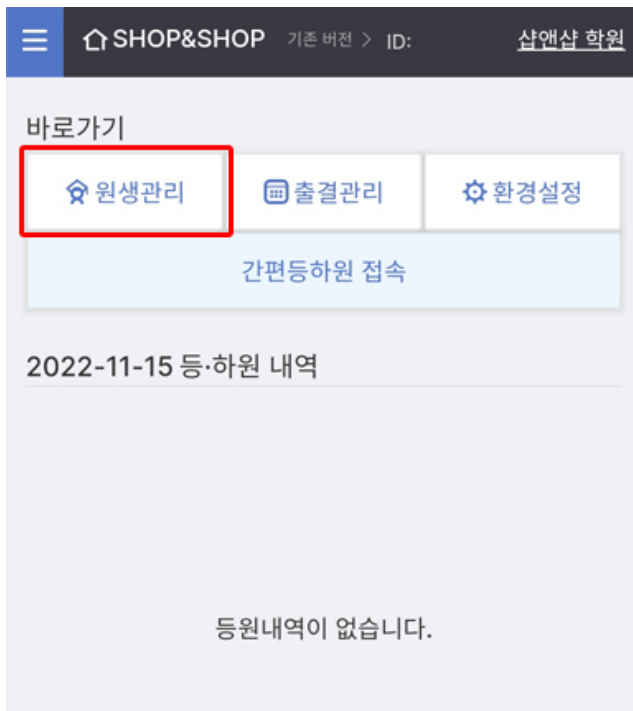 SHOP&SHOP 기존 버전 > ID: 샵앤샵 학원
바로가기
원생관리 출결관리 환경설정
간편등하원 접속
2022-11-15 등·하원 내역
등원내역이 없습니다.